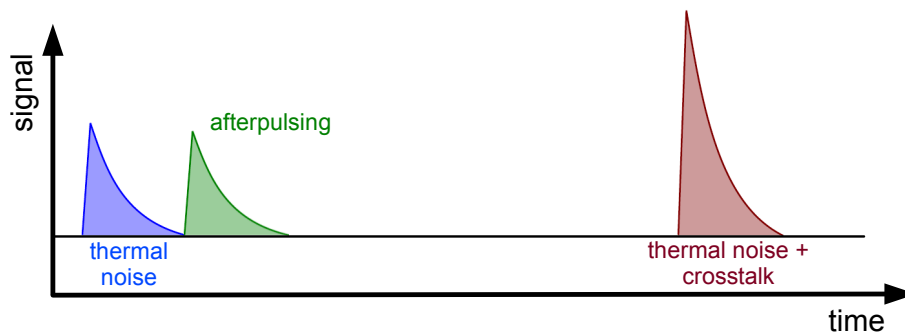 signal
afterpulsing
thermal
noise
thermal noise +
crosstalk
time